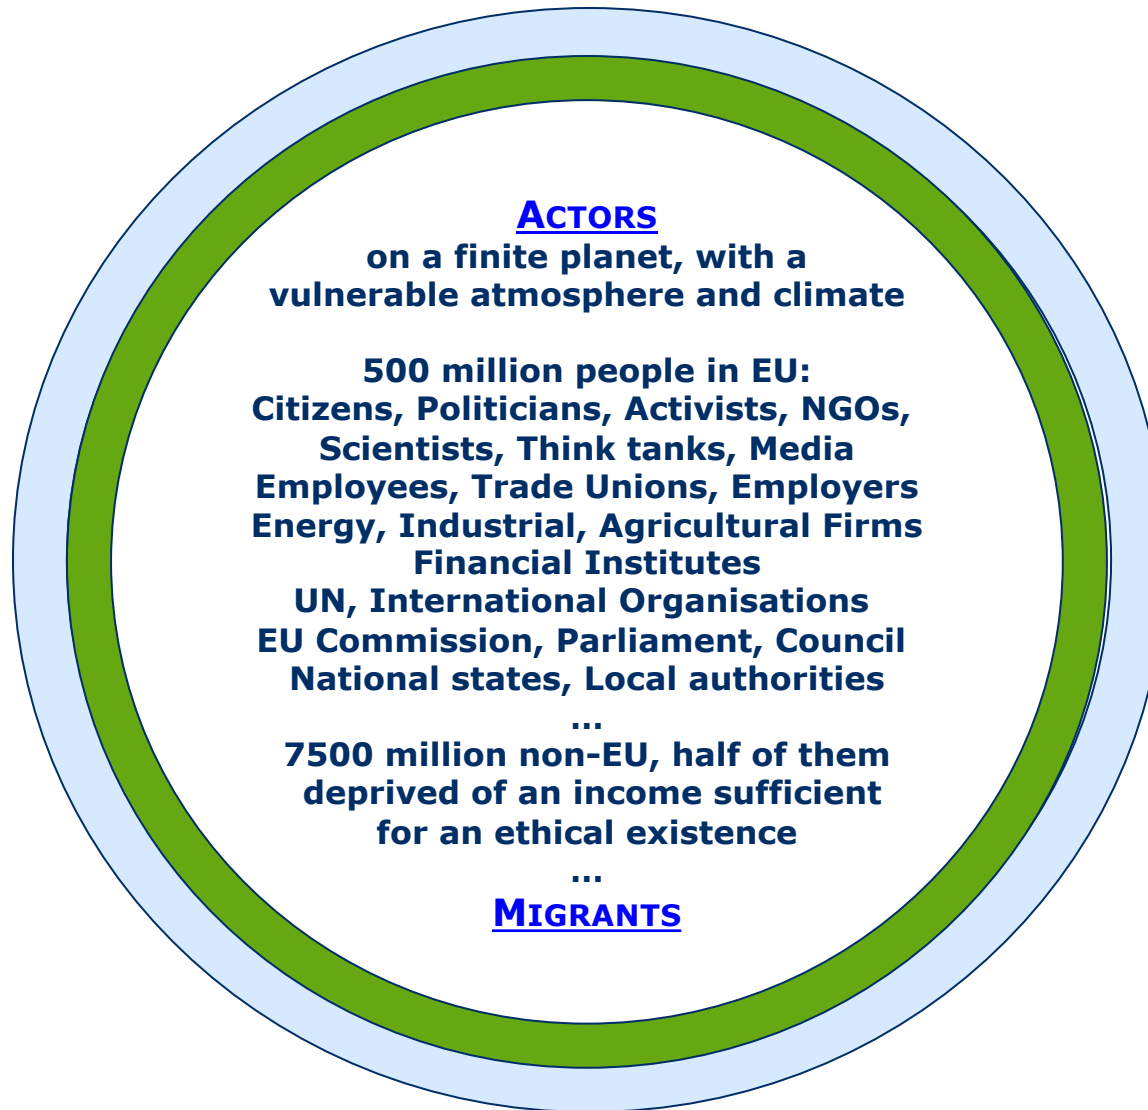 ACTORS
on a finite planet, with a
vulnerable atmosphere and climate
500 million people in EU:
Citizens, Politicians, Activists, NGOs,
Scientists, Think tanks, Media
Employees, Trade Unions, Employers
Energy, Industrial, Agricultural Firms
Financial Institutes
UN, International Organisations
EU Commission, Parliament, Council
National states, Local authorities
...
7500 million non-EU, half of them
deprived of an income sufficient
for an ethical existence
...
MIGRANTS